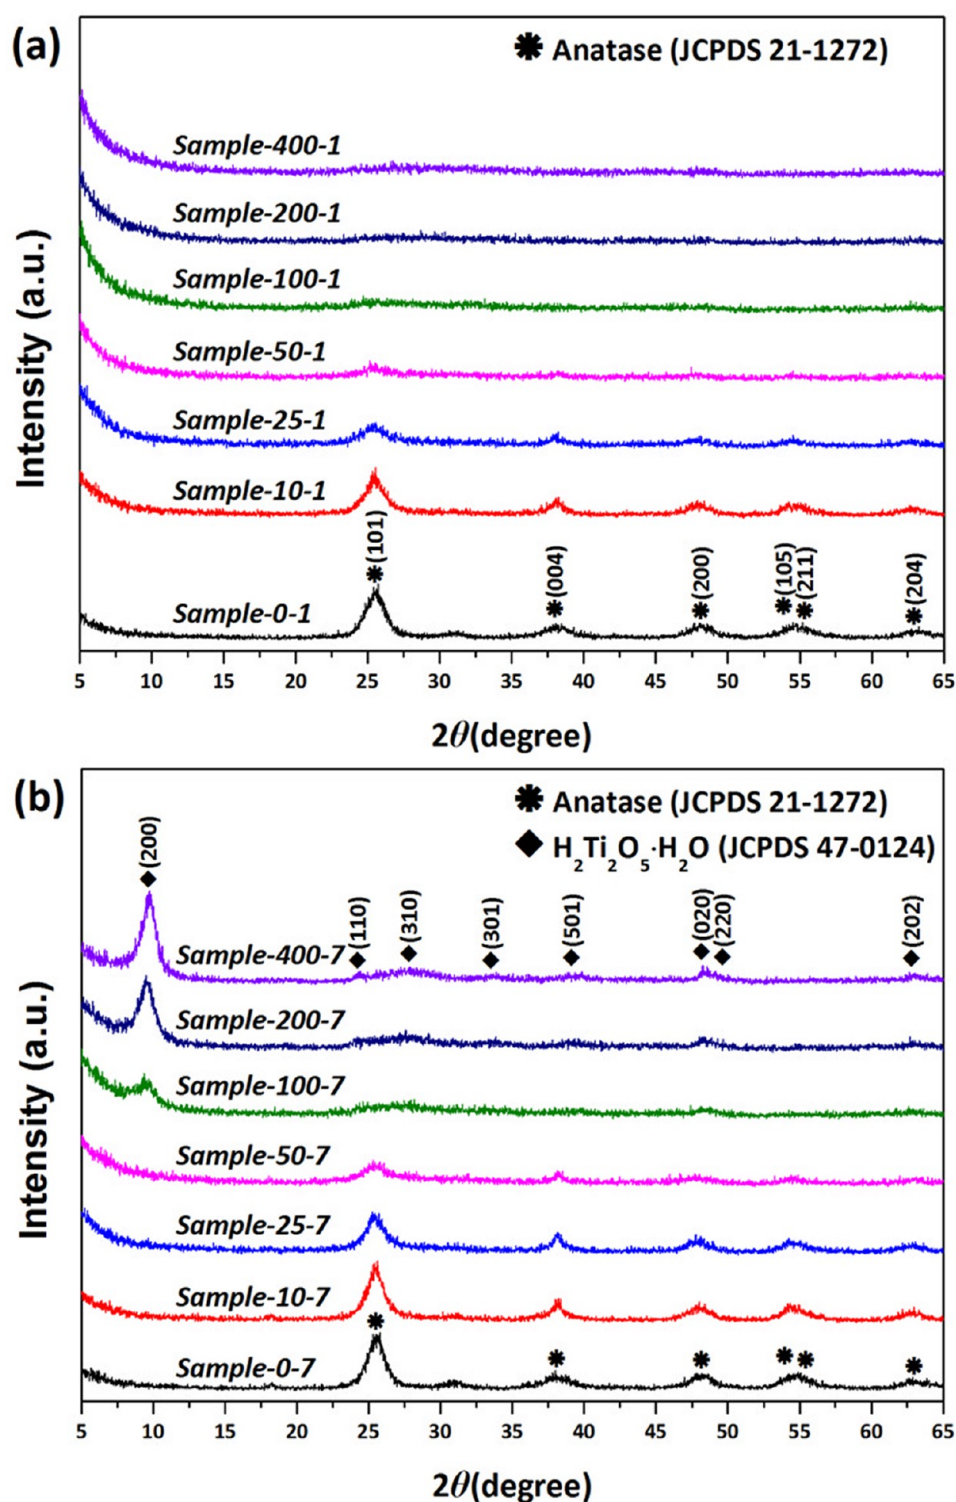 (a)
✱ Anatase (JCPDS 21-1272)
Sample-400-1
Sample-200-1
Sample-100-1
Sample-50-1
Sample-25-1
Sample-10-1
Sample-0-1
✱(101)
✱(004)
✱(200)
✱(105)
✱(211)
✱(204)
Intensity (a.u.)
5 10 15 20 25 30 35 40 45 50 55 60 65
2θ(degree)
(b)
✱ Anatase (JCPDS 21-1272)
◆ H₂Ti₂O₅·H₂O (JCPDS 47-0124)
◆(200)
◆(110)
◆(310)
◆(301)
◆(501)
◆(020)
◆(220)
◆(202)
Sample-400-7
Sample-200-7
Sample-100-7
Sample-50-7
Sample-25-7
Sample-10-7
Sample-0-7
Intensity (a.u.)
5 10 15 20 25 30 35 40 45 50 55 60 65
2θ(degree)